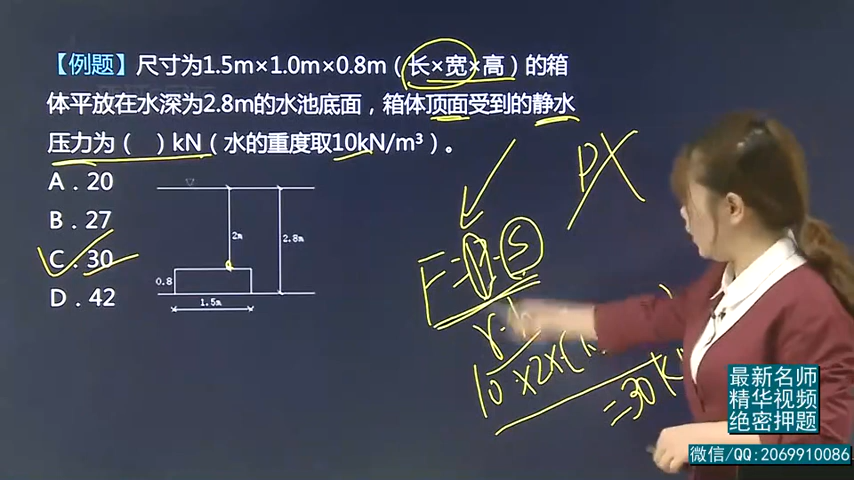 【例题】尺寸为1.5m×1.0m×0.8m（长×宽×高）的箱
体平放在水深为2.8m的水池底面，箱体顶面受到的静水
压力为（ ）kN（水的重度取10kN/m³）。
A．20
B．27
C．30
D．42
2m
2.8m
0.8
1.5m
P
F=P·S
γ·h
10×2×(
=30K
最新名师
精华视频
绝密押题
微信/QQ:2069910086